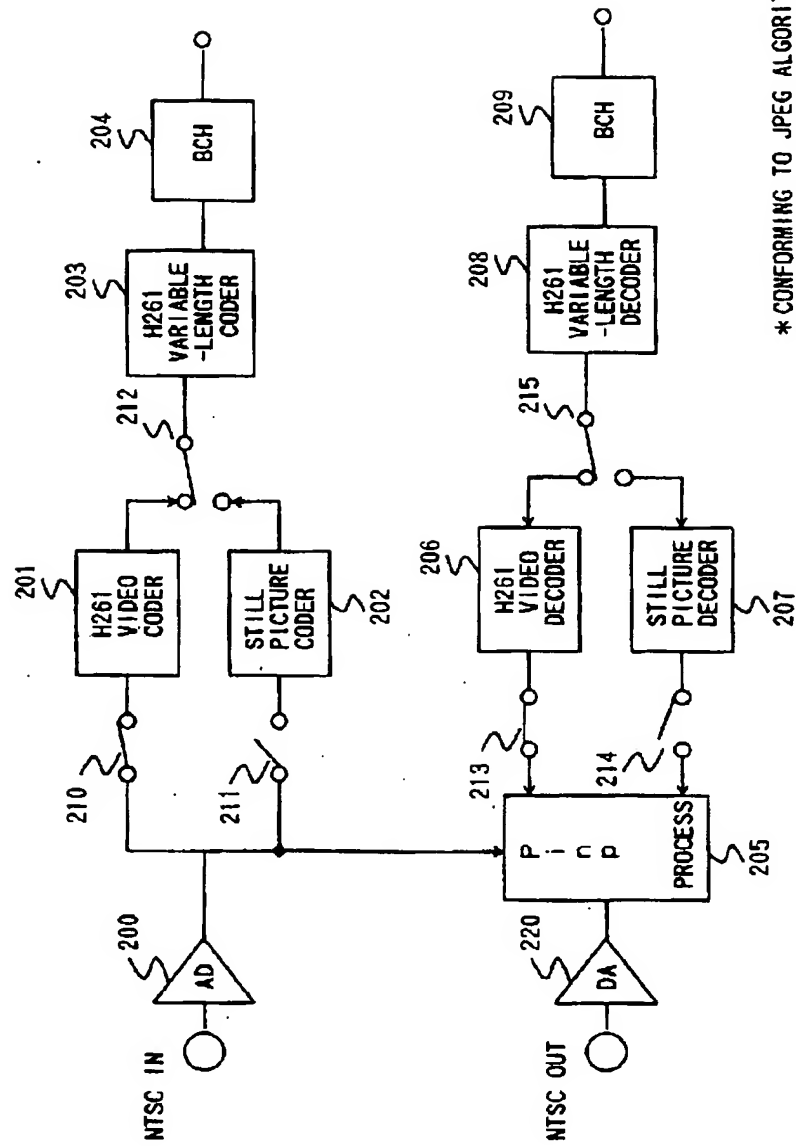 NTSC IN
AD
200
210
211
H261
VIDEO
CODER
201
STILL
PICTURE
CODER
202
212
H261
VARIABLE
-LENGTH
CODER
203
BCH
204
NTSC OUT
DA
220
P in p
PROCESS
205
213
214
H261
VIDEO
DECODER
206
STILL
PICTURE
DECODER
207
215
H261
VARIABLE
-LENGTH
DECODER
208
BCH
209
*CONFORMING TO JPEG